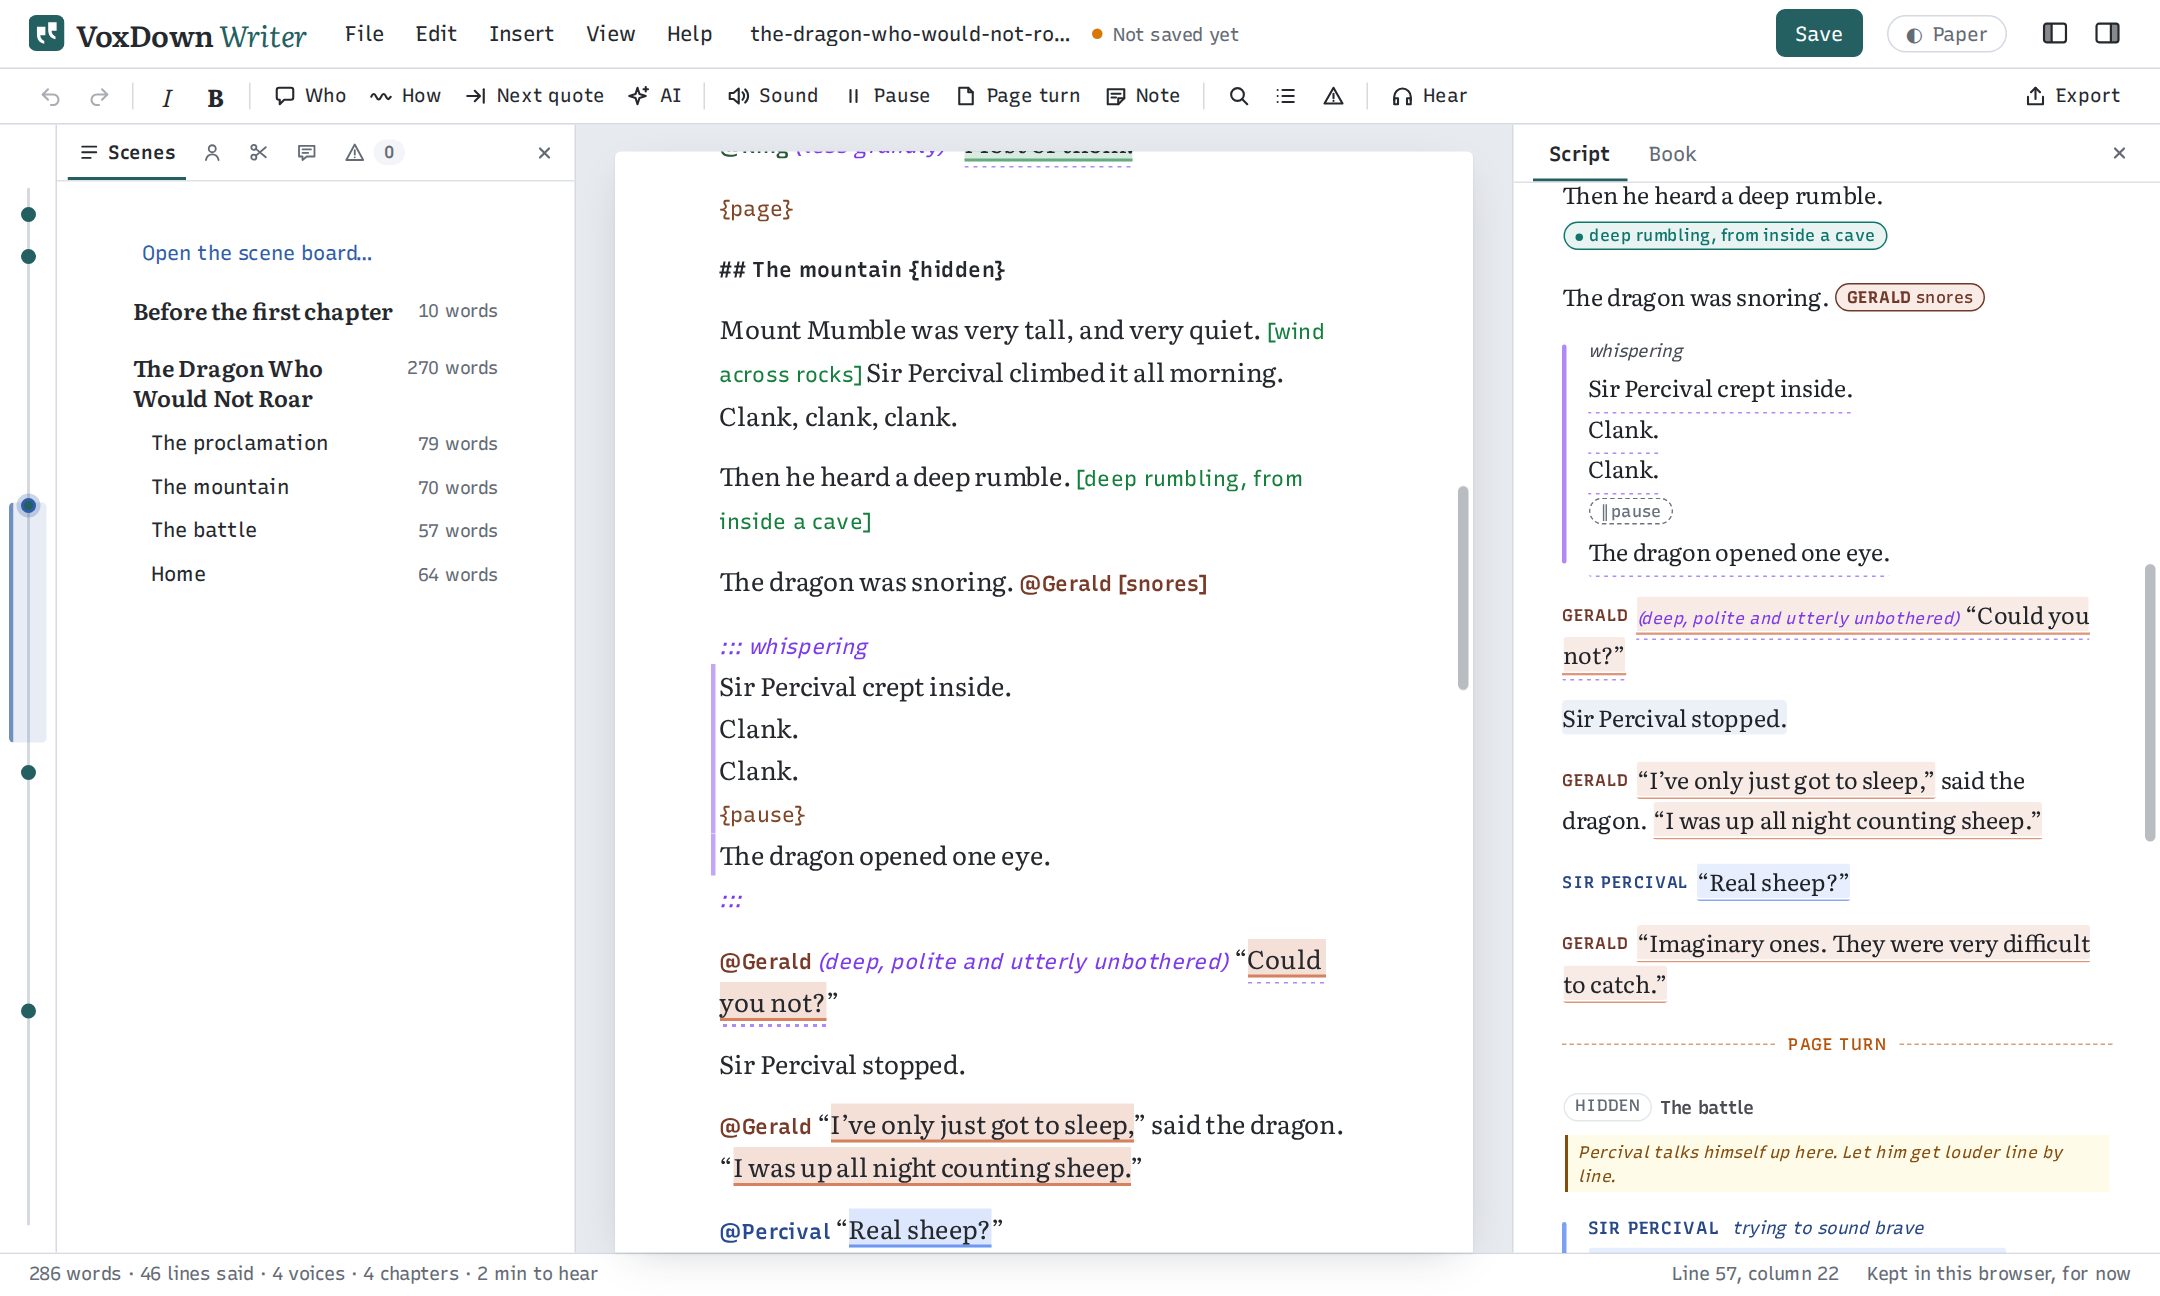 VoxDown Writer File Edit Insert View Help the-dragon-who-would-not-ro... Not saved yet Save Paper
I B Who How Next quote AI Sound Pause Page turn Note Hear Export
Scenes 0
Open the scene board...
Before the first chapter 10 words
The Dragon Who Would Not Roar 270 words
The proclamation 79 words
The mountain 70 words
The battle 57 words
Home 64 words
{page}
## The mountain {hidden}
Mount Mumble was very tall, and very quiet. [wind
across rocks] Sir Percival climbed it all morning.
Clank, clank, clank.
Then he heard a deep rumble. [deep rumbling, from
inside a cave]
The dragon was snoring. @Gerald [snores]
::: whispering
Sir Percival crept inside.
Clank.
Clank.
{pause}
The dragon opened one eye.
:::
@Gerald (deep, polite and utterly unbothered) “Could
you not?”
Sir Percival stopped.
@Gerald “I’ve only just got to sleep,” said the dragon.
“I was up all night counting sheep.”
@Percival “Real sheep?”
Script Book
Then he heard a deep rumble.
deep rumbling, from inside a cave
The dragon was snoring. GERALD snores
whispering
Sir Percival crept inside.
Clank.
Clank.
pause
The dragon opened one eye.
GERALD (deep, polite and utterly unbothered) “Could you
not?”
Sir Percival stopped.
GERALD “I’ve only just got to sleep,” said the
dragon. “I was up all night counting sheep.”
SIR PERCIVAL “Real sheep?”
GERALD “Imaginary ones. They were very difficult
to catch.”
PAGE TURN
HIDDEN The battle
Percival talks himself up here. Let him get louder line by
line.
SIR PERCIVAL trying to sound brave
286 words · 46 lines said · 4 voices · 4 chapters · 2 min to hear
Line 57, column 22 Kept in this browser, for now